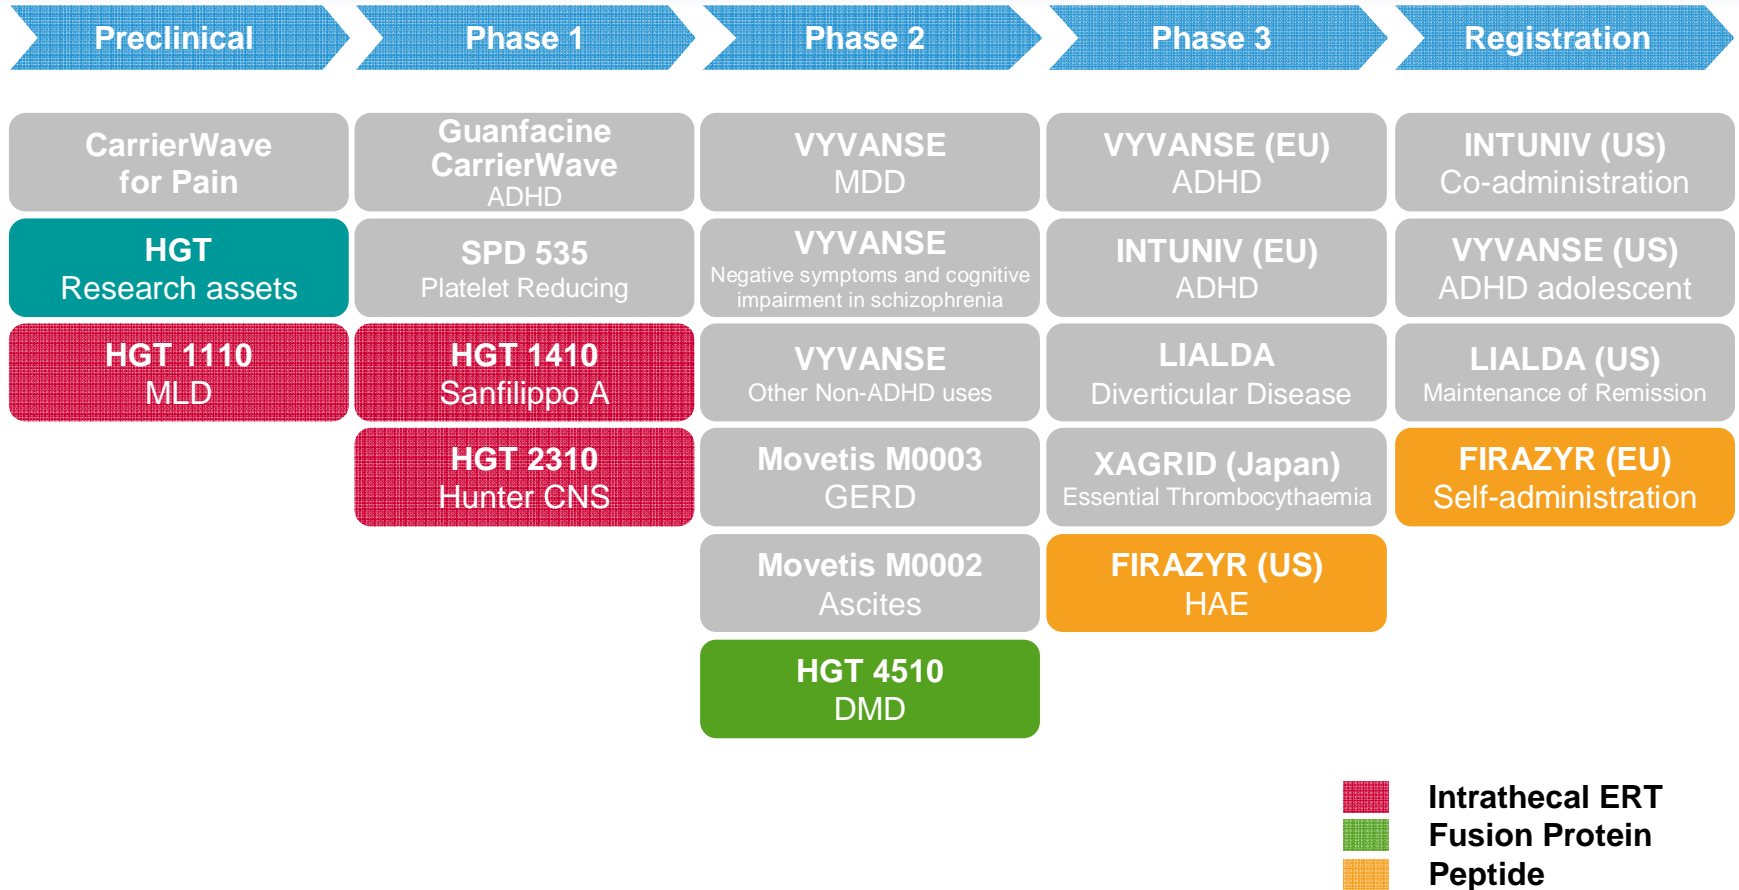 Preclinical
Phase 1
Phase 2
Phase 3
Registration
CarrierWave
for Pain
HGT
Research assets
HGT 1110
MLD
Guanfacine
CarrierWave
ADHD
SPD 535
Platelet Reducing
HGT 1410
Sanfilippo A
HGT 2310
Hunter CNS
VYVANSE
MDD
VYVANSE
Negative symptoms and cognitive
impairment in schizophrenia
VYVANSE
Other Non-ADHD uses
Movetis M0003
GERD
Movetis M0002
Ascites
HGT 4510
DMD
VYVANSE (EU)
ADHD
INTUNIV (EU)
ADHD
LIALDA
Diverticular Disease
XAGRID (Japan)
Essential Thrombocythaemia
FIRAZYR (US)
HAE
INTUNIV (US)
Co-administration
VYVANSE (US)
ADHD adolescent
LIALDA (US)
Maintenance of Remission
FIRAZYR (EU)
Self-administration
Intrathecal ERT
Fusion Protein
Peptide